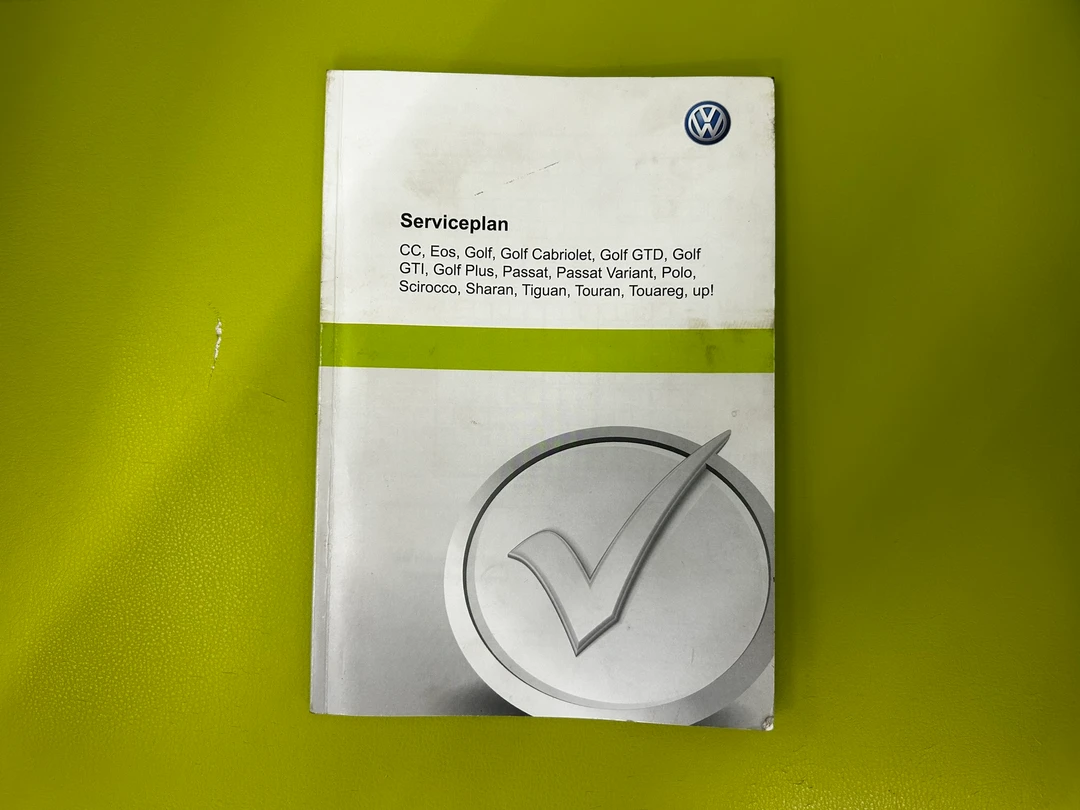 VW
Serviceplan
CC, Eos, Golf, Golf Cabriolet, Golf GTD, Golf
GTI, Golf Plus, Passat, Passat Variant, Polo,
Scirocco, Sharan, Tiguan, Touran, Touareg, up!